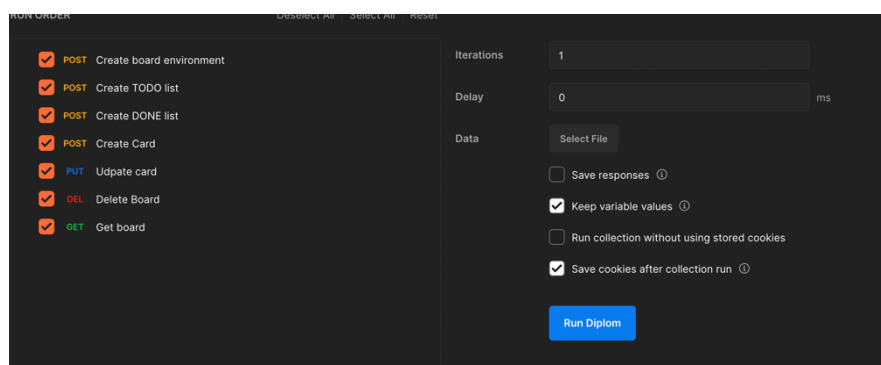 RUN ORDER Deselect All Select All Reset
POST Create board environment
POST Create TODO list
POST Create DONE list
POST Create Card
PUT Udpate card
DEL Delete Board
GET Get board
Iterations 1
Delay 0 ms
Data Select File
Save responses
Keep variable values
Run collection without using stored cookies
Save cookies after collection run
Run Diplom